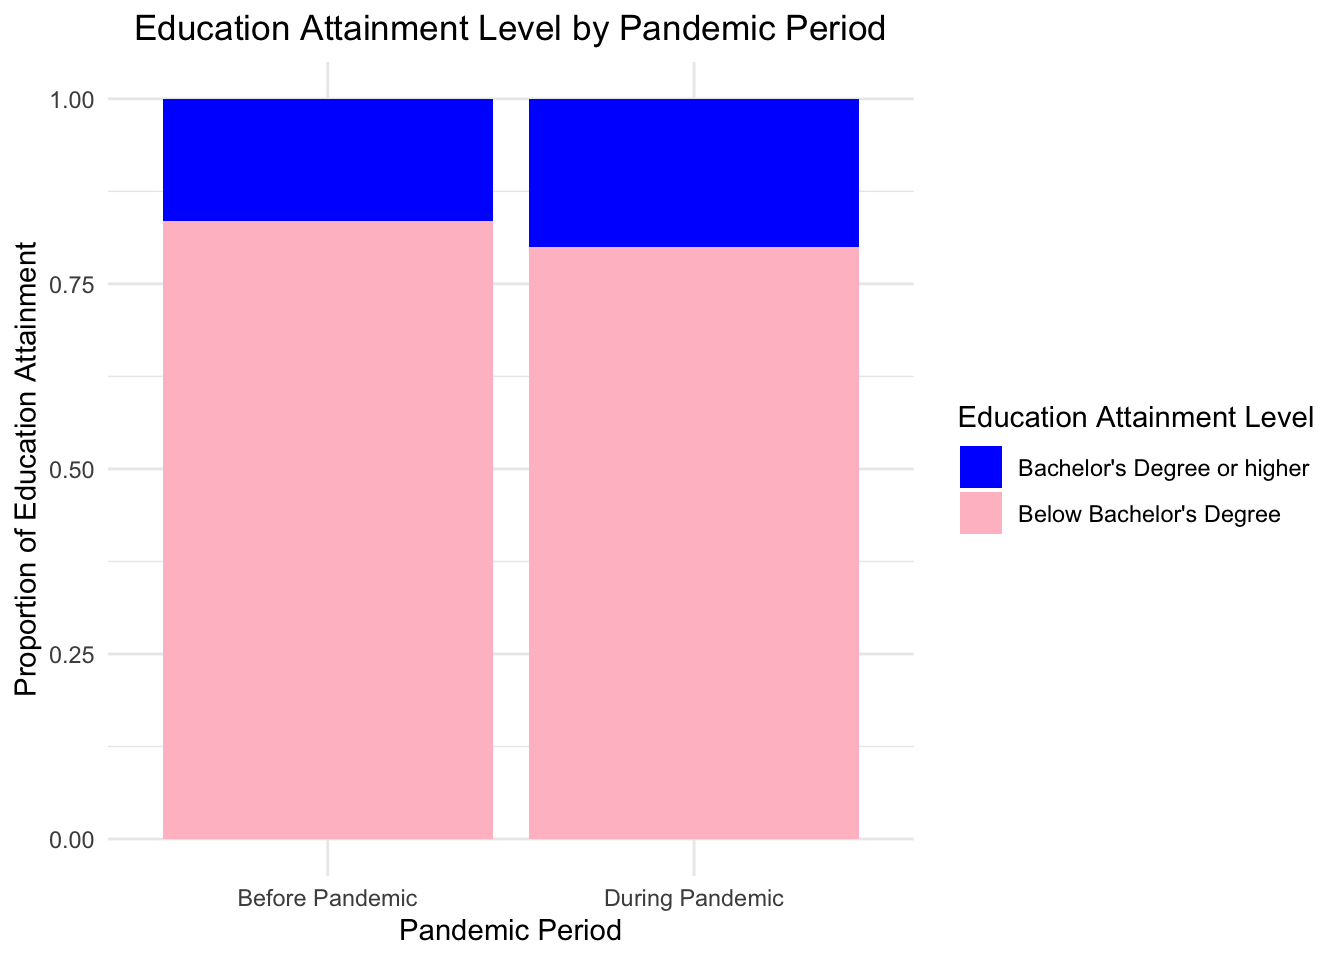 Education Attainment Level by Pandemic Period
Proportion of Education Attainment
1.00
0.75
0.50
0.25
0.00
Before Pandemic
During Pandemic
Pandemic Period
Education Attainment Level
Bachelor's Degree or higher
Below Bachelor's Degree